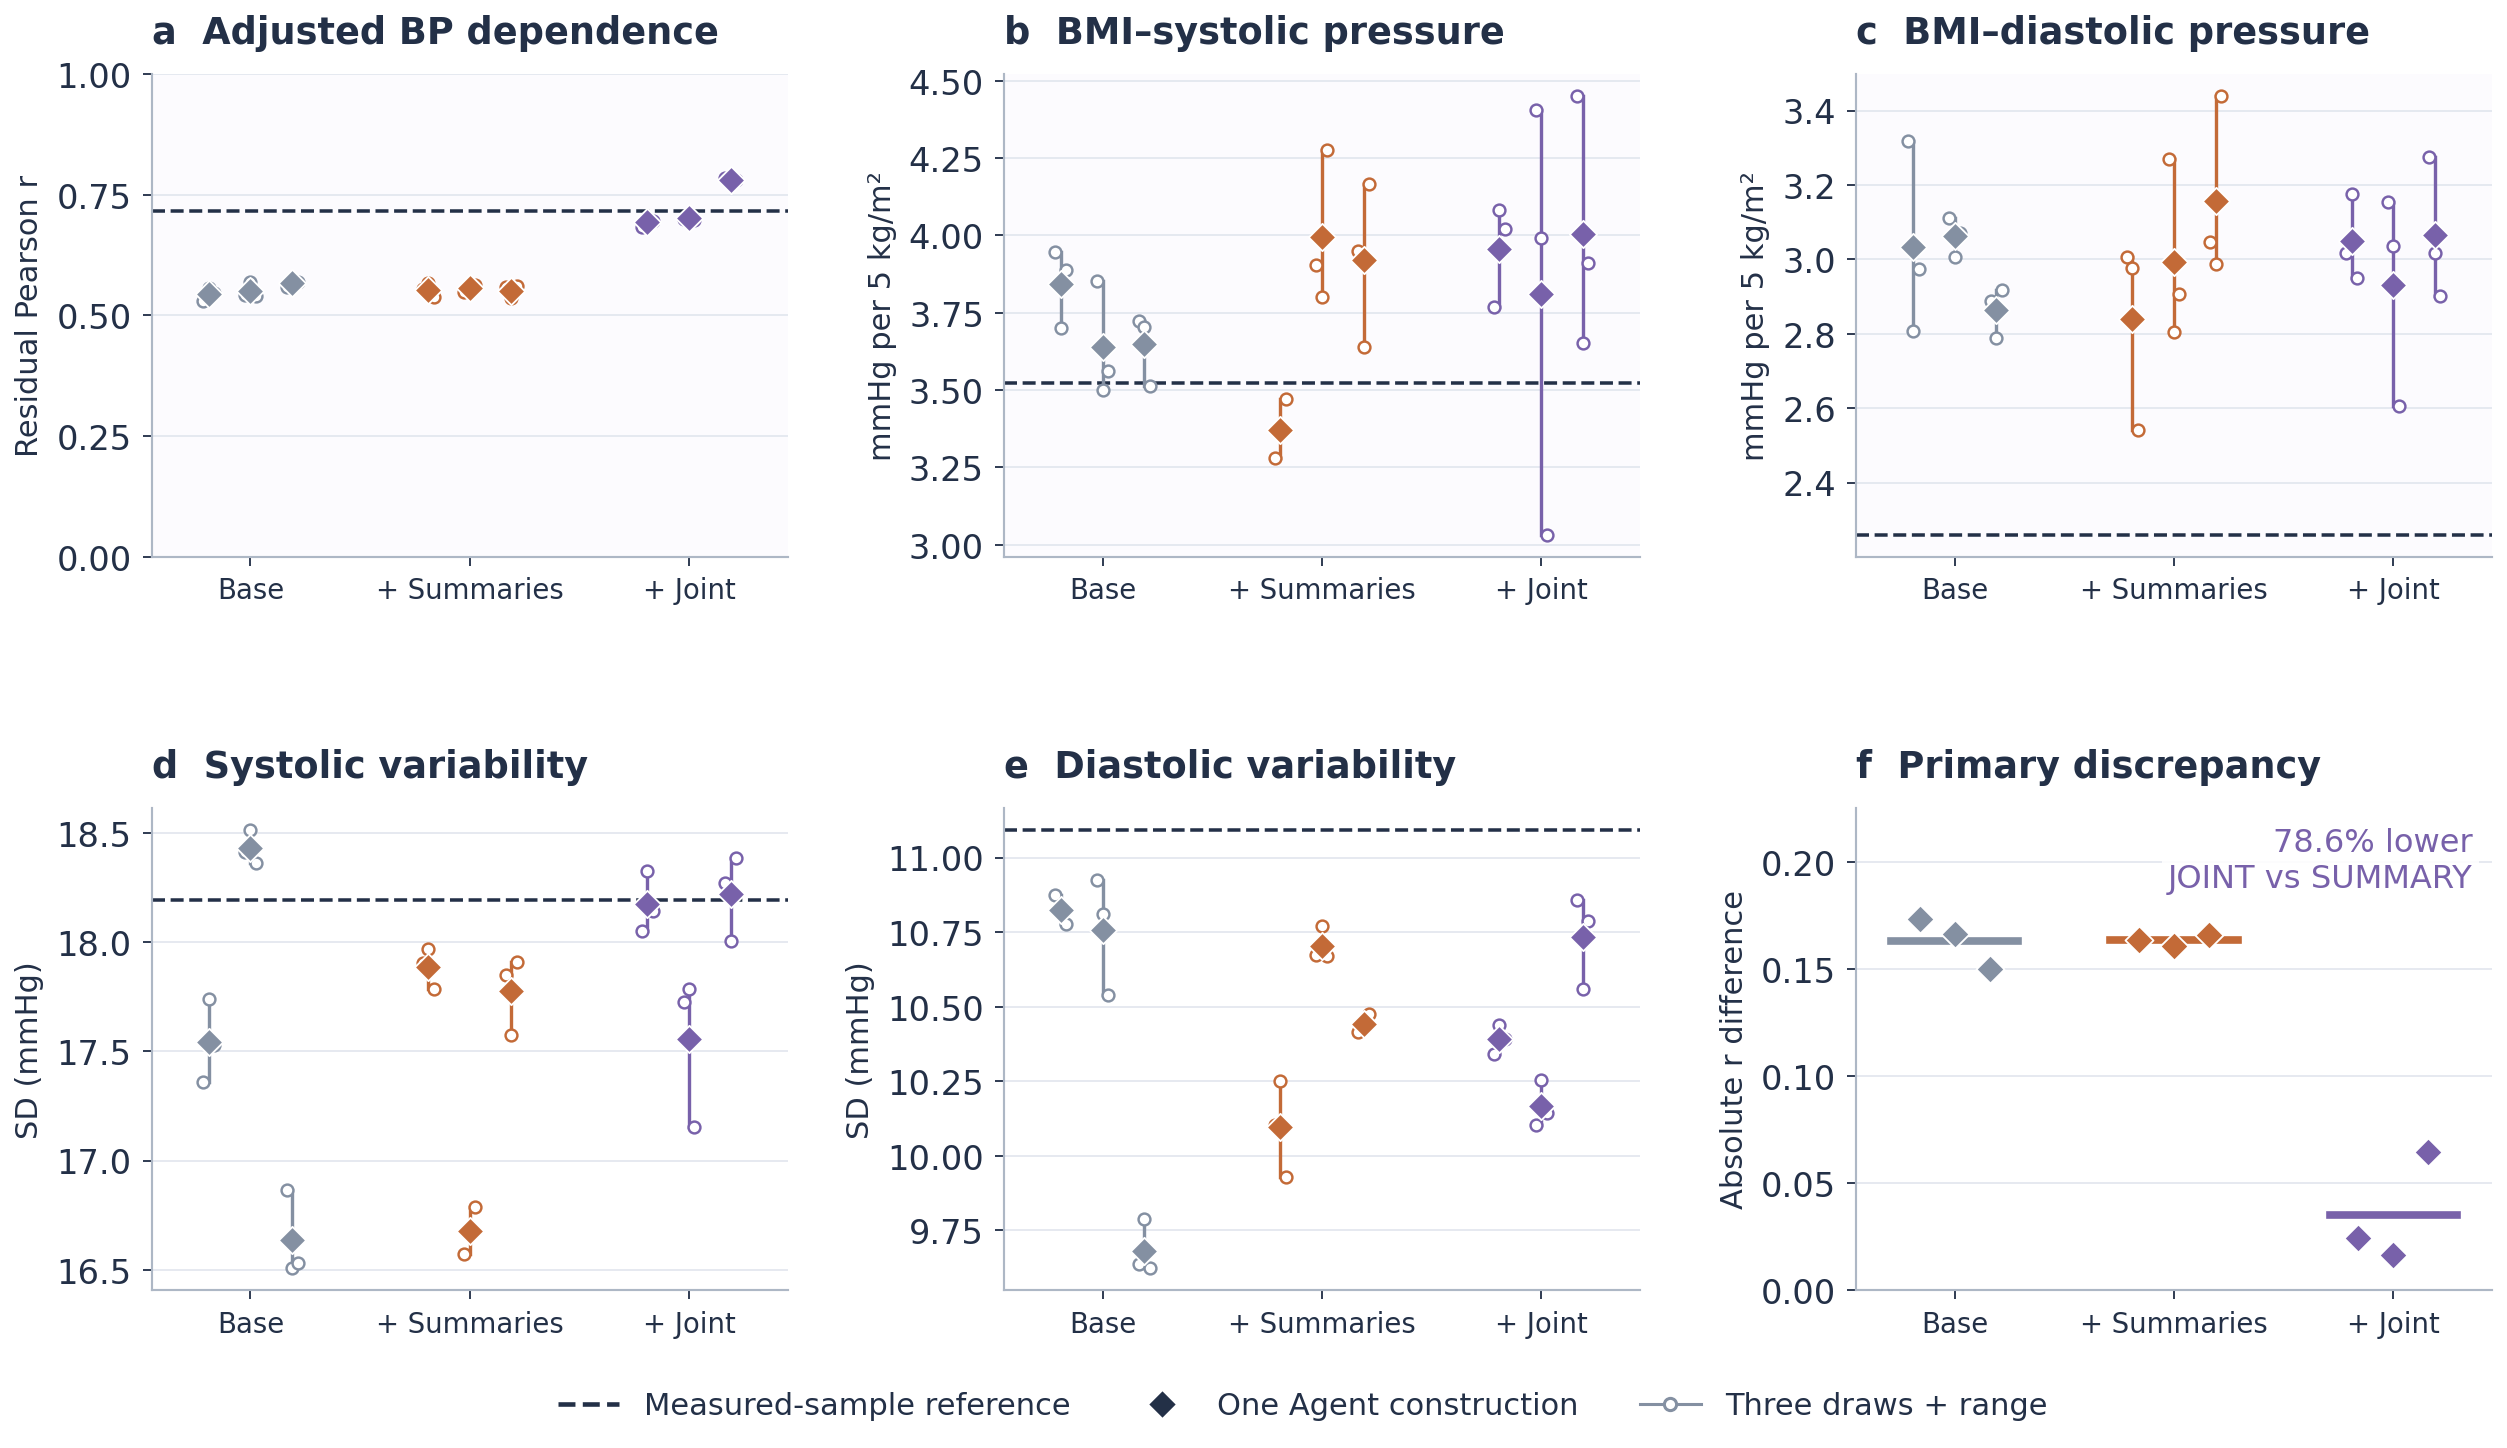 a Adjusted BP dependence
1.00
0.75
0.50
0.25
0.00
Residual Pearson r
Base
+ Summaries
+ Joint
b BMI–systolic pressure
4.50
4.25
4.00
3.75
3.50
3.25
3.00
mmHg per 5 kg/m²
Base
+ Summaries
+ Joint
c BMI–diastolic pressure
3.4
3.2
3.0
2.8
2.6
2.4
mmHg per 5 kg/m²
Base
+ Summaries
+ Joint
d Systolic variability
18.5
18.0
17.5
17.0
16.5
SD (mmHg)
Base
+ Summaries
+ Joint
e Diastolic variability
11.00
10.75
10.50
10.25
10.00
9.75
SD (mmHg)
Base
+ Summaries
+ Joint
f Primary discrepancy
78.6% lower
JOINT vs SUMMARY
0.20
0.15
0.10
0.05
0.00
Absolute r difference
Base
+ Summaries
+ Joint
Measured-sample reference
One Agent construction
Three draws + range